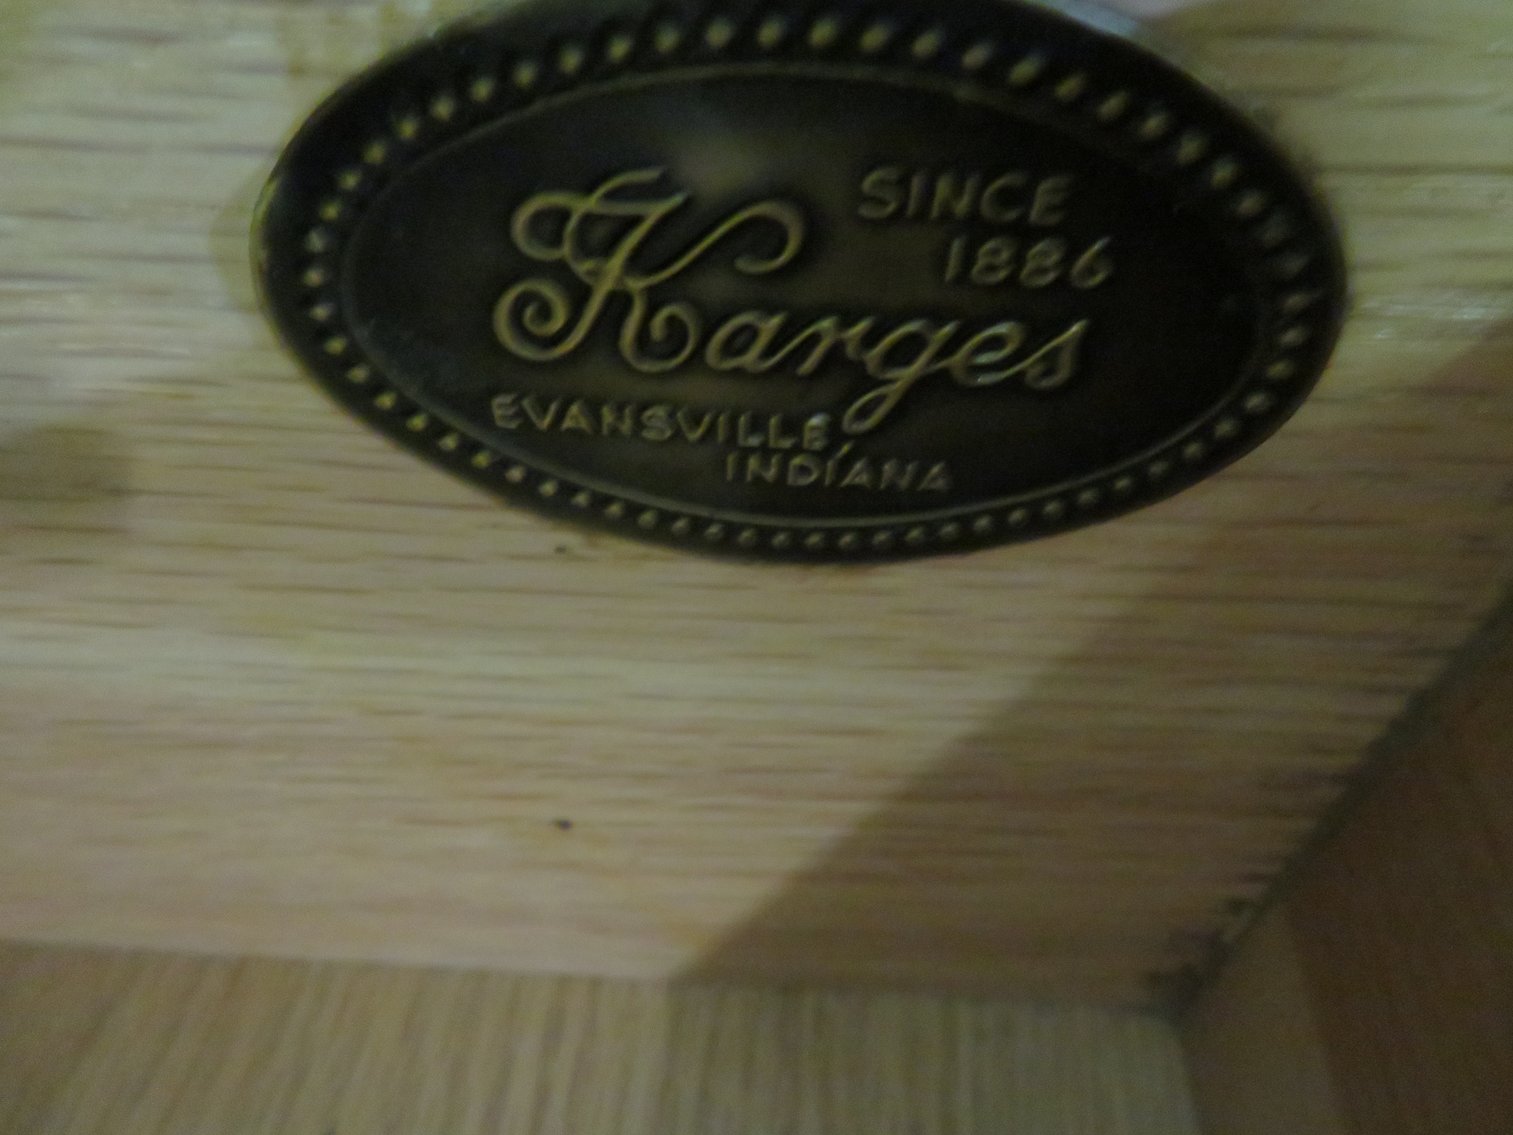 SINCE
1886
Karges
EVANSVILLE,
INDIANA